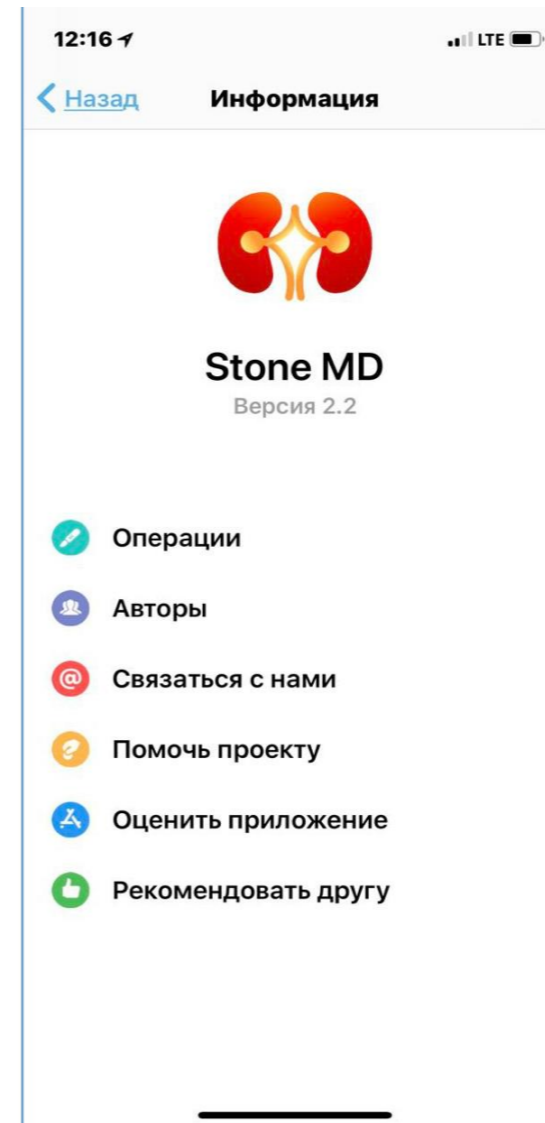 12:16 LTE
Назад Информация
Stone MD
Версия 2.2
Операции
Авторы
@ Связаться с нами
Помочь проекту
Оценить приложение
Рекомендовать другу